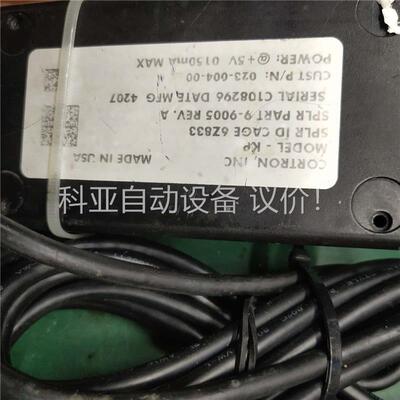 CORTRON, INC
MADE IN USA
MODEL - KP
SPLR ID CAGE 6Z833
SPLR PART-9-9005 REV. A
SERIAL C108296 DATE,MFG 4207
CUST P/N: 023-004-00
POWER: @ +5V 0150mA MAX
科亚自动设备 议价！